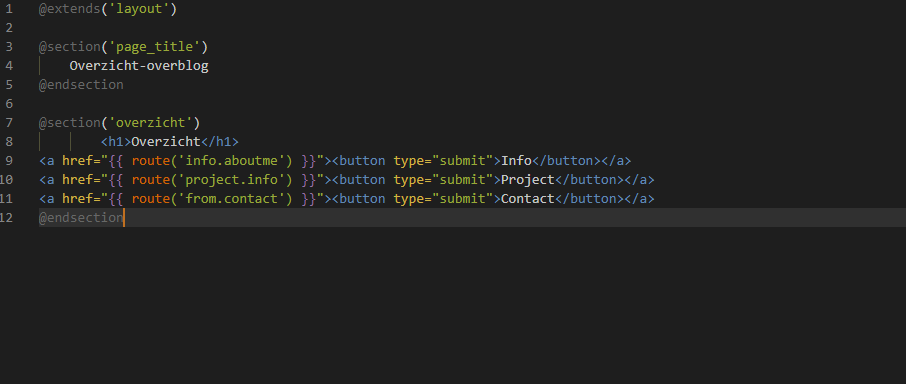 1 @extends('layout')
2
3 @section('page_title')
4 Overzicht-overblog
5 @endsection
6
7 @section('overzicht')
8 <h1>Overzicht</h1>
9 <a href="{{ route('info.aboutme') }}"><button type="submit">Info</button></a>
10 <a href="{{ route('project.info') }}"><button type="submit">Project</button></a>
11 <a href="{{ route('from.contact') }}"><button type="submit">Contact</button></a>
12 @endsection